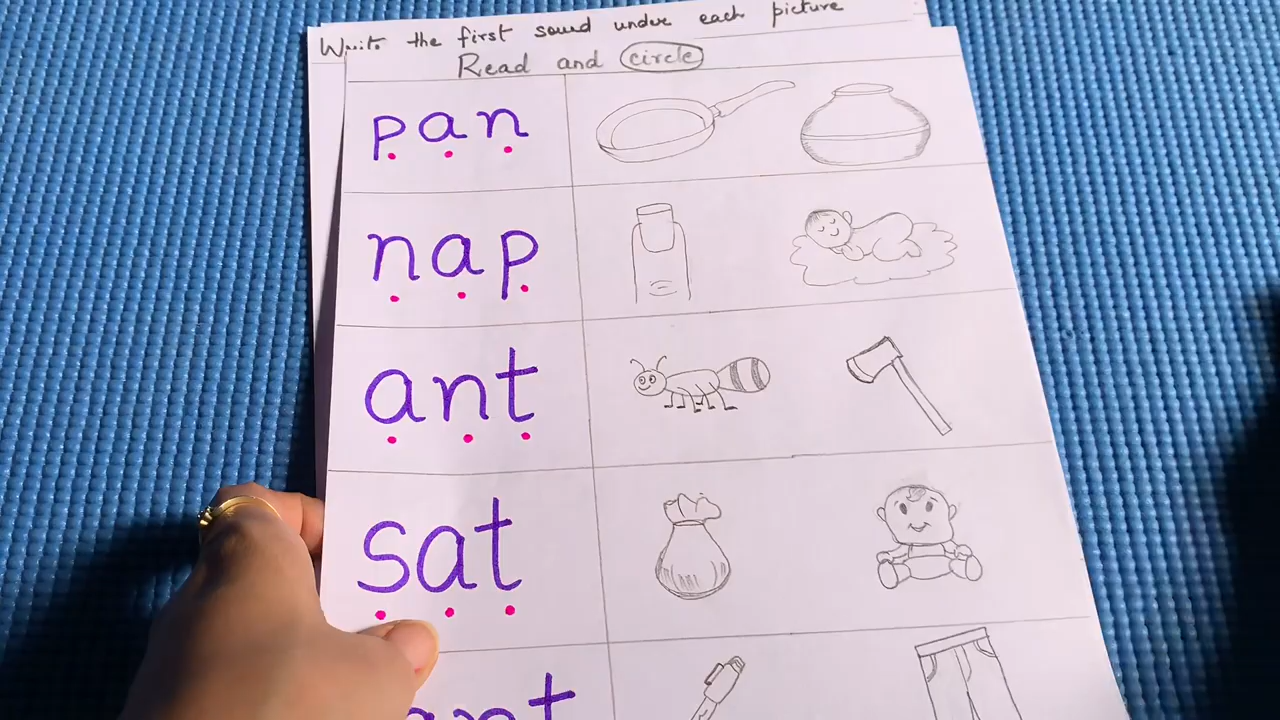 Write the first sound under each picture
Read and circle
pan
nap
ant
sat